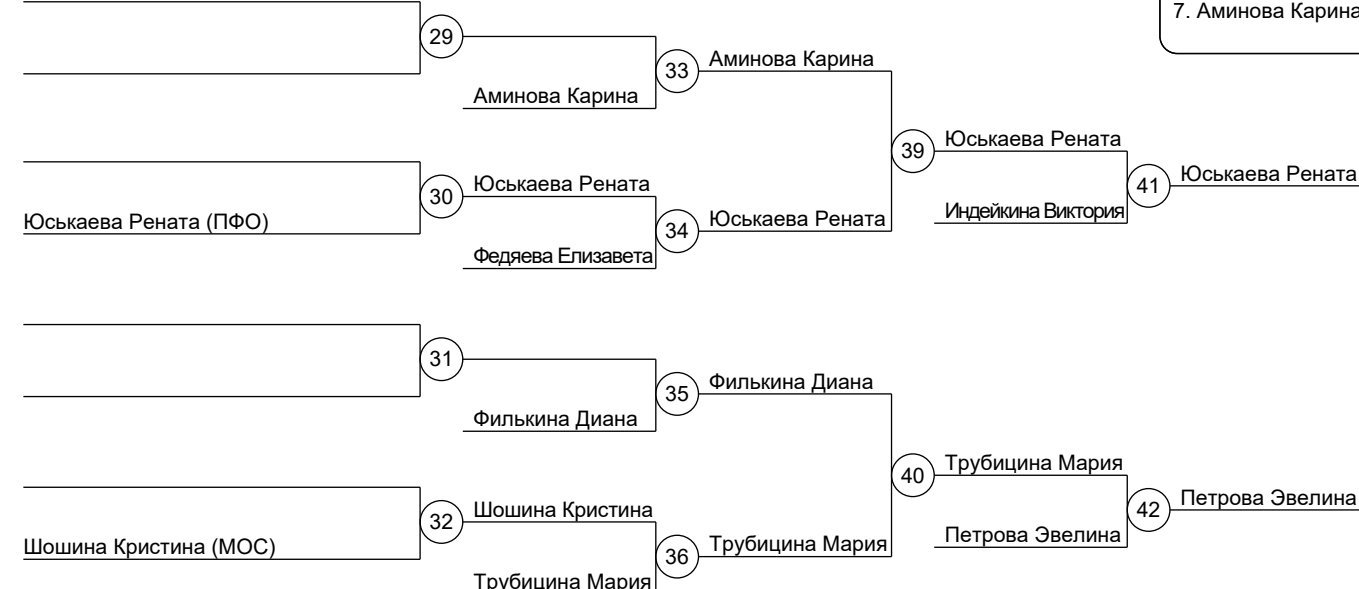 7. Аминова Карина
29
33
Аминова Карина
Аминова Карина
39
Юськаева Рената
30
Юськаева Рената
41
Юськаева Рената
Юськаева Рената (ПФО)
34
Юськаева Рената
Индейкина Виктория
Федяева Елизавета
31
35
Филькина Диана
Филькина Диана
40
Трубицина Мария
32
Шошина Кристина
42
Петрова Эвелина
Шошина Кристина (МОС)
36
Трубицина Мария
Петрова Эвелина
Трубицина Мария